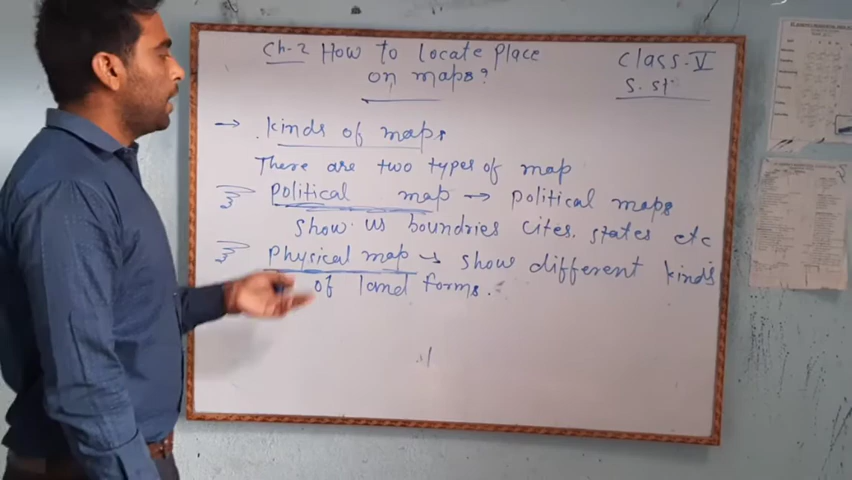 Ch-2 How to Locate Place
on maps?
Class-V
S.st
→ Kinds of maps
There are two types of map
Political map → Political maps
show us boundries cites, states etc
Physical map → show different kinds
of land forms.